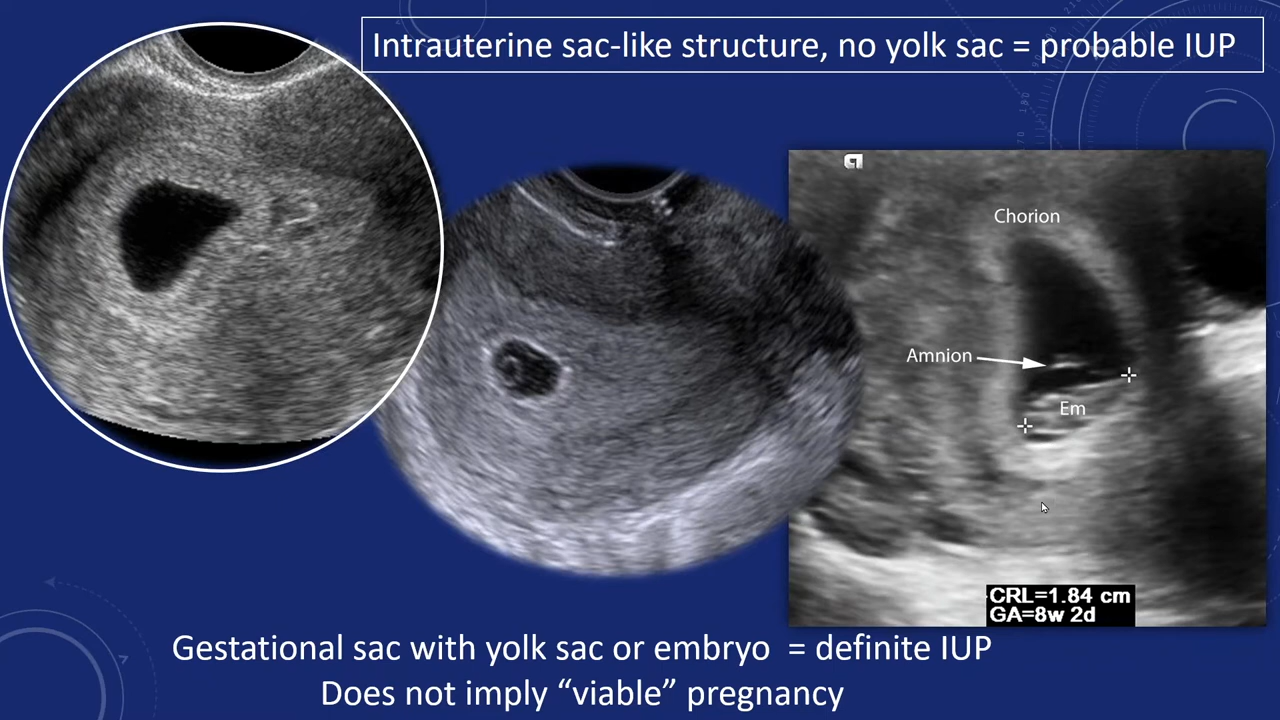 Intrauterine sac-like structure, no yolk sac = probable IUP
Chorion
Amnion
Em
CRL=1.84 cm
GA=8w 2d
Gestational sac with yolk sac or embryo = definite IUP
Does not imply “viable” pregnancy